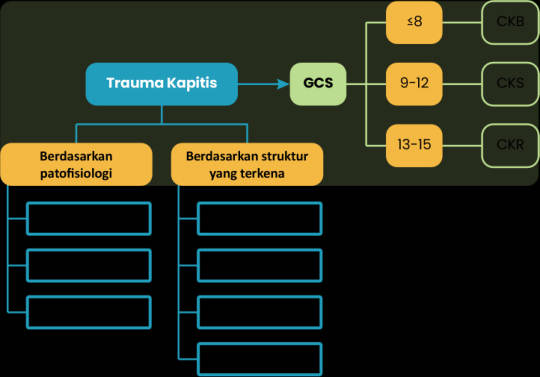 Trauma Kapitis
GCS
≤8
CKB
9-12
CKS
13-15
CKR
Berdasarkan
patofisiologi
Berdasarkan struktur
yang terkena